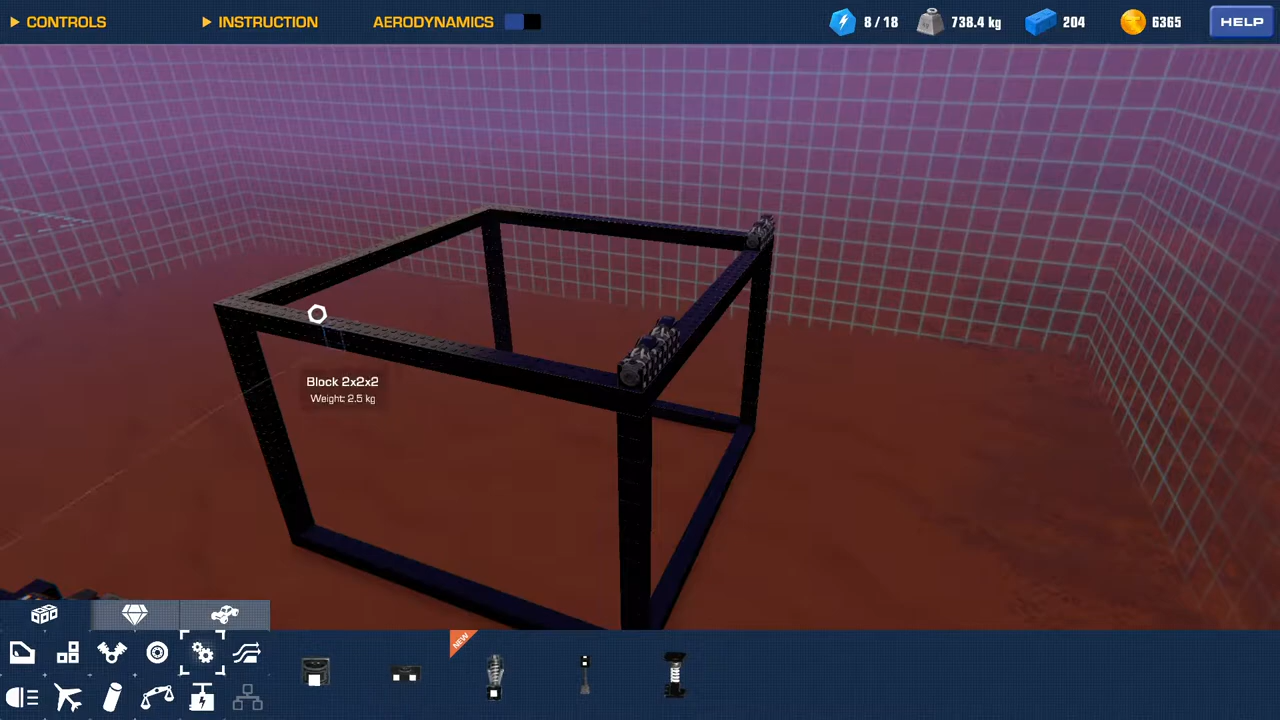 CONTROLS
INSTRUCTION
AERODYNAMICS
8 / 18
738.4 kg
204
6365
HELP
Block 2x2x2
Weight: 2.5 kg
NEW